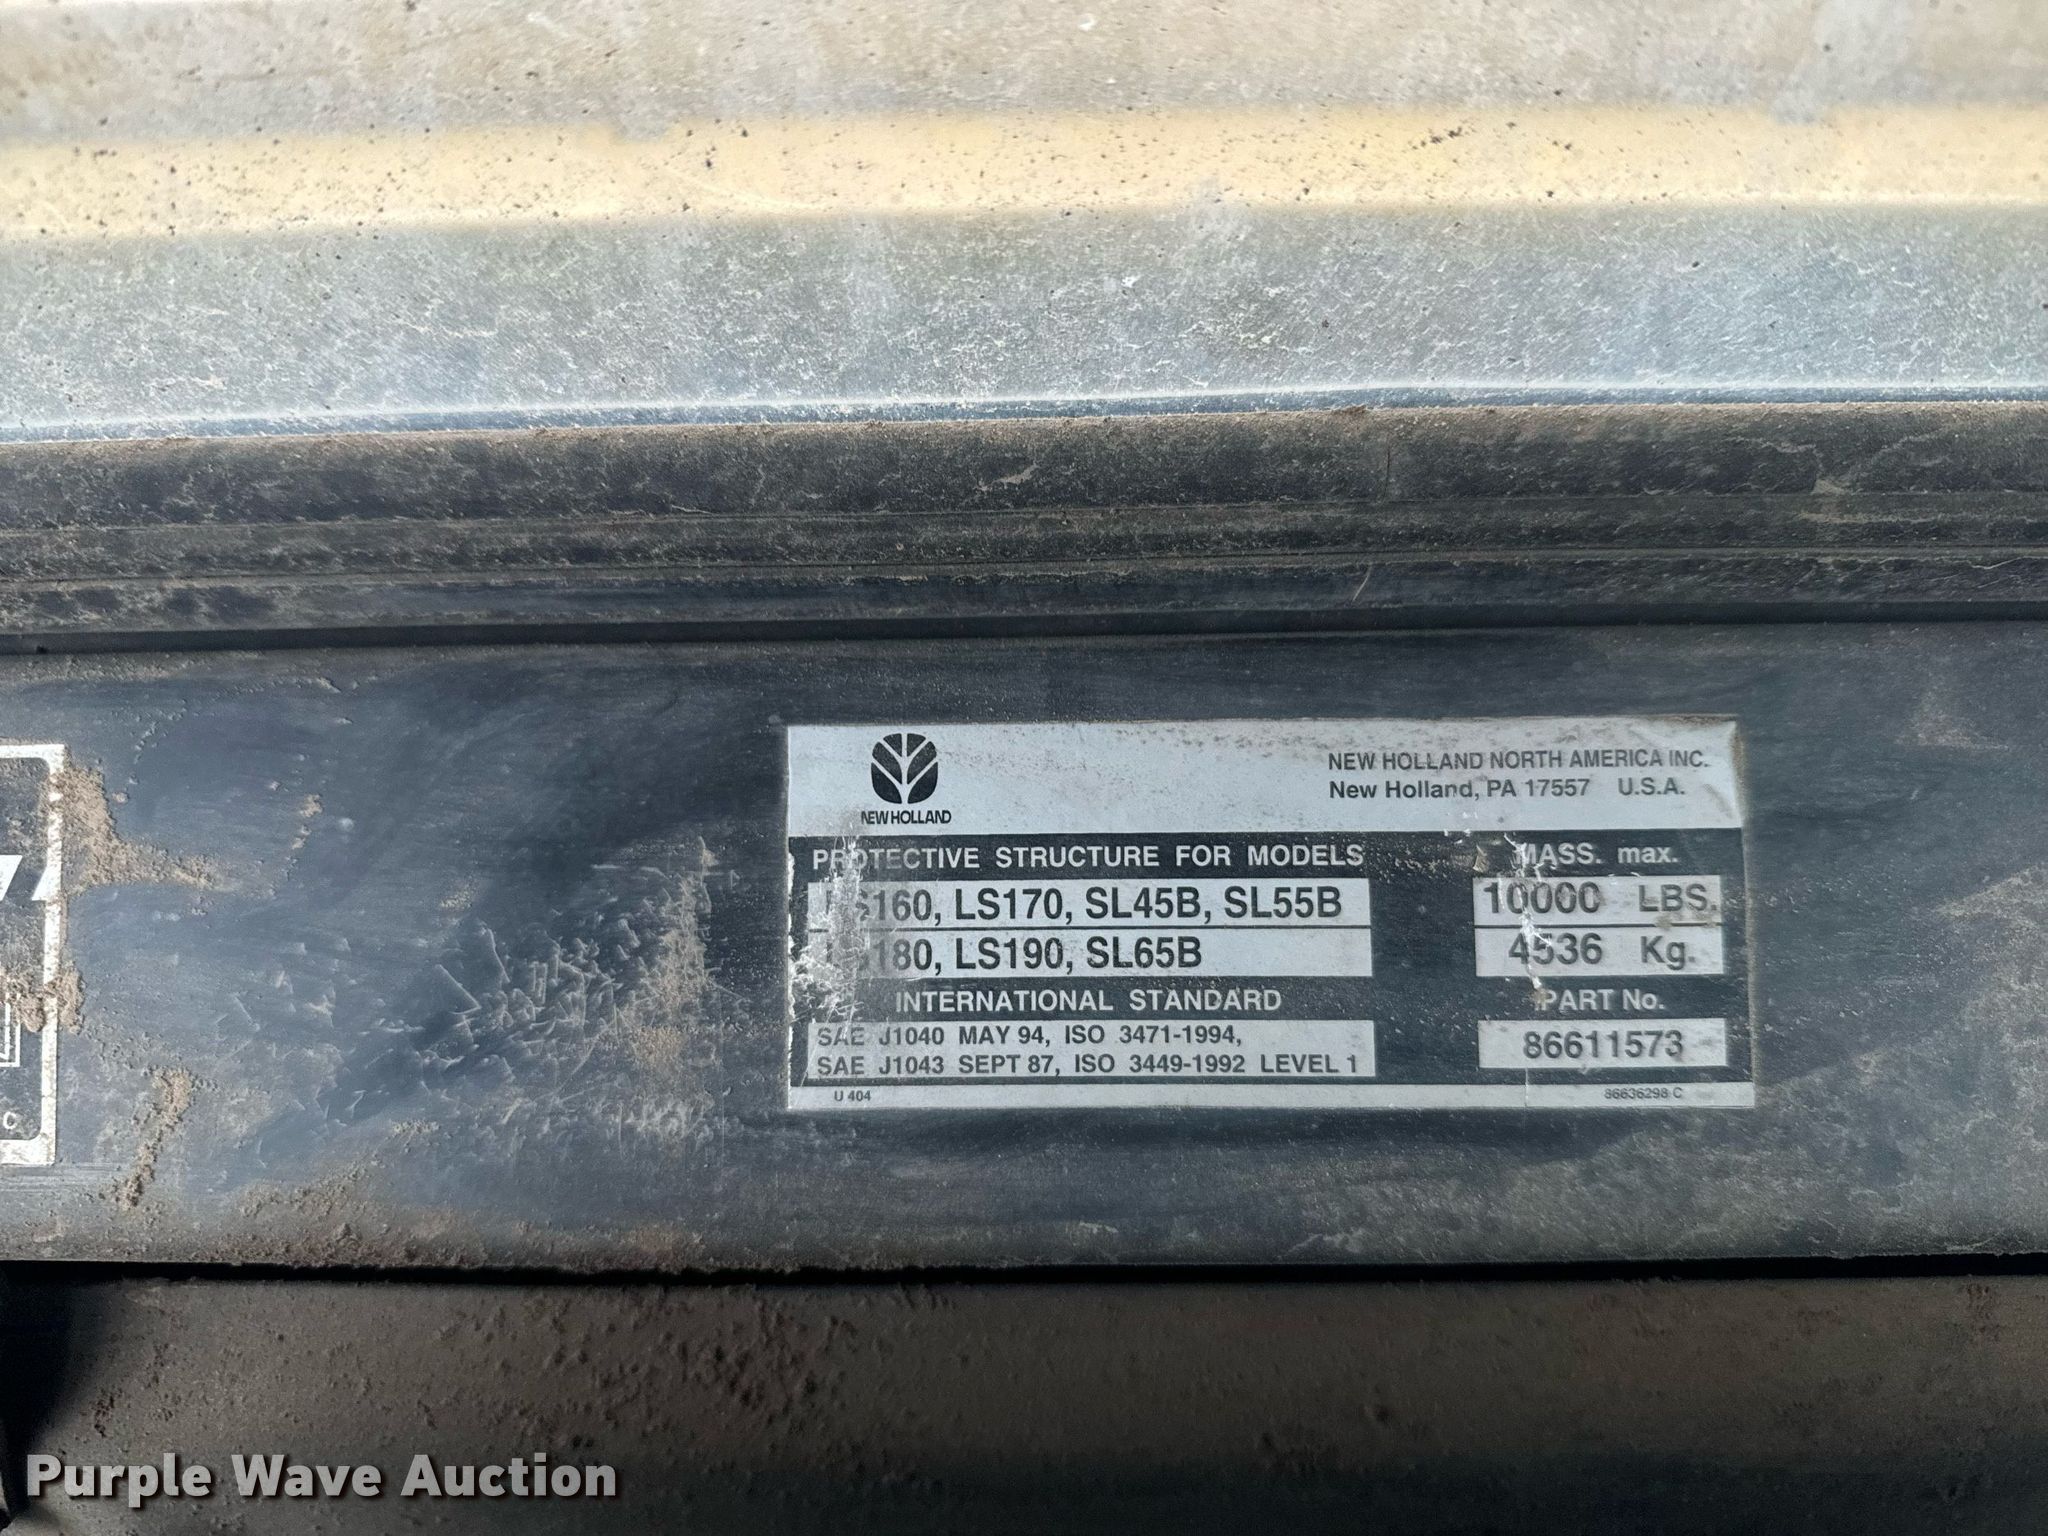 NEW HOLLAND
NEW HOLLAND NORTH AMERICA INC.
New Holland, PA 17557 U.S.A.
PROTECTIVE STRUCTURE FOR MODELS
MASS. max.
LS160, LS170, SL45B, SL55B
10000 LBS.
LS180, LS190, SL65B
4536 Kg.
INTERNATIONAL STANDARD
PART No.
SAE J1040 MAY 94, ISO 3471-1994,
SAE J1043 SEPT 87, ISO 3449-1992 LEVEL 1
86611573
U 404
86636298 C
C
Purple Wave Auction